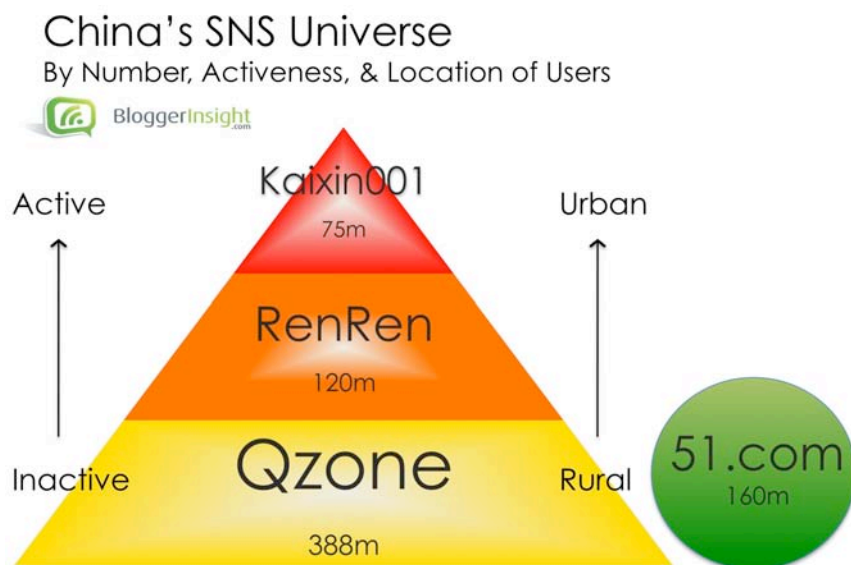 China's SNS Universe
By Number, Activeness, & Location of Users
BloggerInsight
.com
Kaixin001
75m
Active
Urban
RenRen
120m
Qzone
388m
Inactive
Rural
51.com
160m